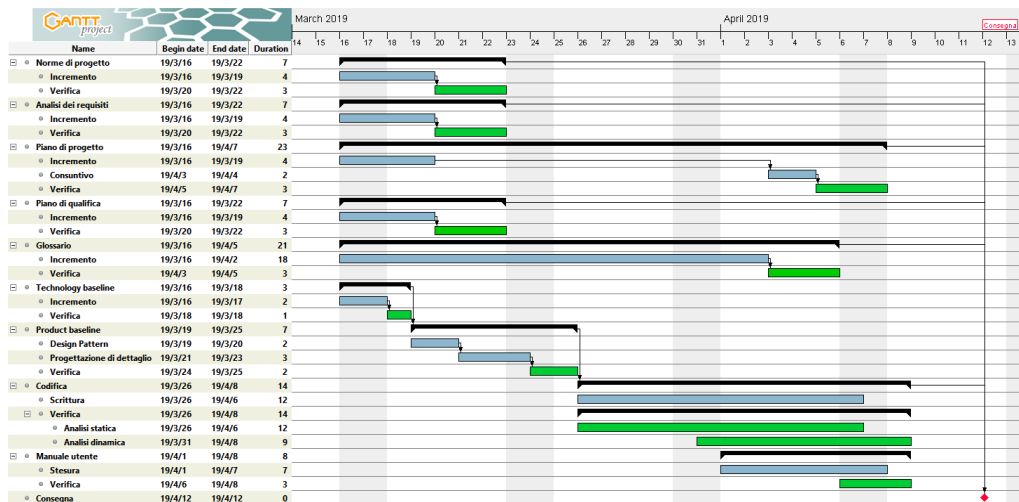 GANTT
project
March 2019
April 2019
Consegna
Name Begin date End date Duration
14 15 16 17 18 19 20 21 22 23 24 25 26 27 28 29 30 31 1 2 3 4 5 6 7 8 9 10 11 12 13
Norme di progetto 19/3/16 19/3/22 7
Incremento 19/3/16 19/3/19 4
Verifica 19/3/20 19/3/22 3
Analisi dei requisiti 19/3/16 19/3/22 7
Incremento 19/3/16 19/3/19 4
Verifica 19/3/20 19/3/22 3
Piano di progetto 19/3/16 19/4/7 23
Incremento 19/3/16 19/3/19 4
Consuntivo 19/4/3 19/4/4 2
Verifica 19/4/5 19/4/7 3
Piano di qualifica 19/3/16 19/3/22 7
Incremento 19/3/16 19/3/19 4
Verifica 19/3/20 19/3/22 3
Glossario 19/3/16 19/4/5 21
Incremento 19/3/16 19/4/2 18
Verifica 19/4/3 19/4/5 3
Technology baseline 19/3/16 19/3/18 3
Incremento 19/3/16 19/3/17 2
Verifica 19/3/18 19/3/18 1
Product baseline 19/3/19 19/3/25 7
Design Pattern 19/3/19 19/3/20 2
Progettazione di dettaglio 19/3/21 19/3/23 3
Verifica 19/3/24 19/3/25 2
Codifica 19/3/26 19/4/8 14
Scrittura 19/3/26 19/4/6 12
Verifica 19/3/26 19/4/8 14
Analisi statica 19/3/26 19/4/6 12
Analisi dinamica 19/3/31 19/4/8 9
Manuale utente 19/4/1 19/4/8 8
Stesura 19/4/1 19/4/7 7
Verifica 19/4/6 19/4/8 3
Consegna 19/4/12 19/4/12 0